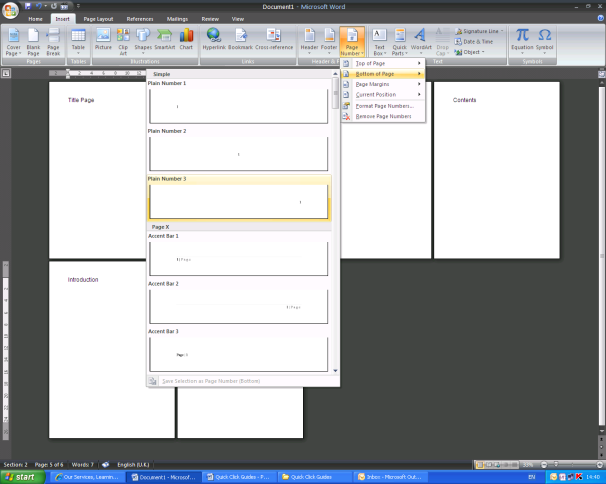 Document1 - Microsoft Word
Home Insert Page Layout References Mailings Review View
Cover Page Blank Page Page Break Table Picture Clip Art Shapes SmartArt Chart Hyperlink Bookmark Cross-reference Header Footer Page Number Text Box Quick Parts WordArt Drop Cap Signature Line Date & Time Object Equation Symbol
Pages Tables Illustrations Links Header & F Text Symbols
Top of Page
Bottom of Page
Page Margins
Current Position
Format Page Numbers...
Remove Page Numbers
Simple
Plain Number 1
1
Plain Number 2
1
Plain Number 3
1
Page X
Accent Bar 1
1 | Page
Accent Bar 2
1 | Page
Accent Bar 3
Page | 1
Save Selection as Page Number (Bottom)
Title Page
Contents
Introduction
Section: 2 Page: 5 of 6 Words: 7 English (U.K.) 33%
start Our Services, Learnin... Document1 - Microsof... Quick Click Guides - P... Quick Click Guides Inbox - Microsoft Out... EN 14:40